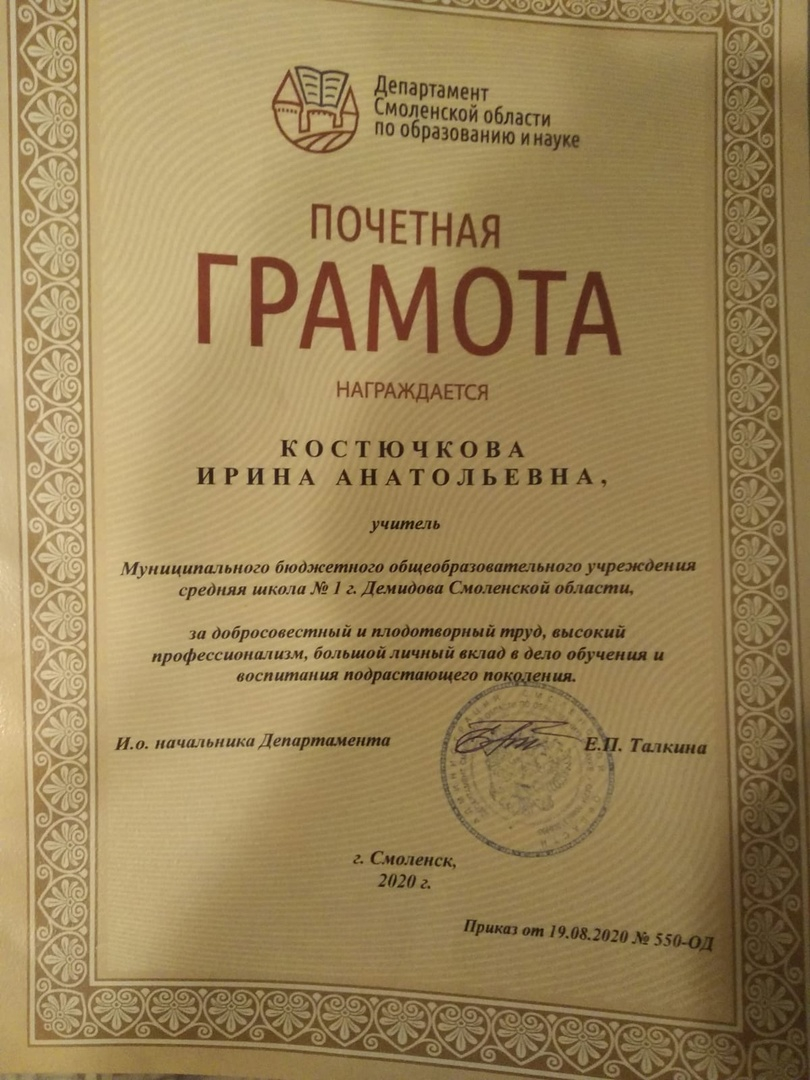 Департамент
Смоленской области
по образованию и науке
ПОЧЕТНАЯ
ГРАМОТА
НАГРАЖДАЕТСЯ
КОСТЮЧКОВА
ИРИНА АНАТОЛЬЕВНА,
учитель
Муниципального бюджетного общеобразовательного учреждения
средняя школа № 1 г. Демидова Смоленской области,
за добросовестный и плодотворный труд, высокий
профессионализм, большой личный вклад в дело обучения и
воспитания подрастающего поколения.
И.о. начальника Департамента Е.П. Талкина
г. Смоленск,
2020 г.
Приказ от 19.08.2020 № 550-ОД